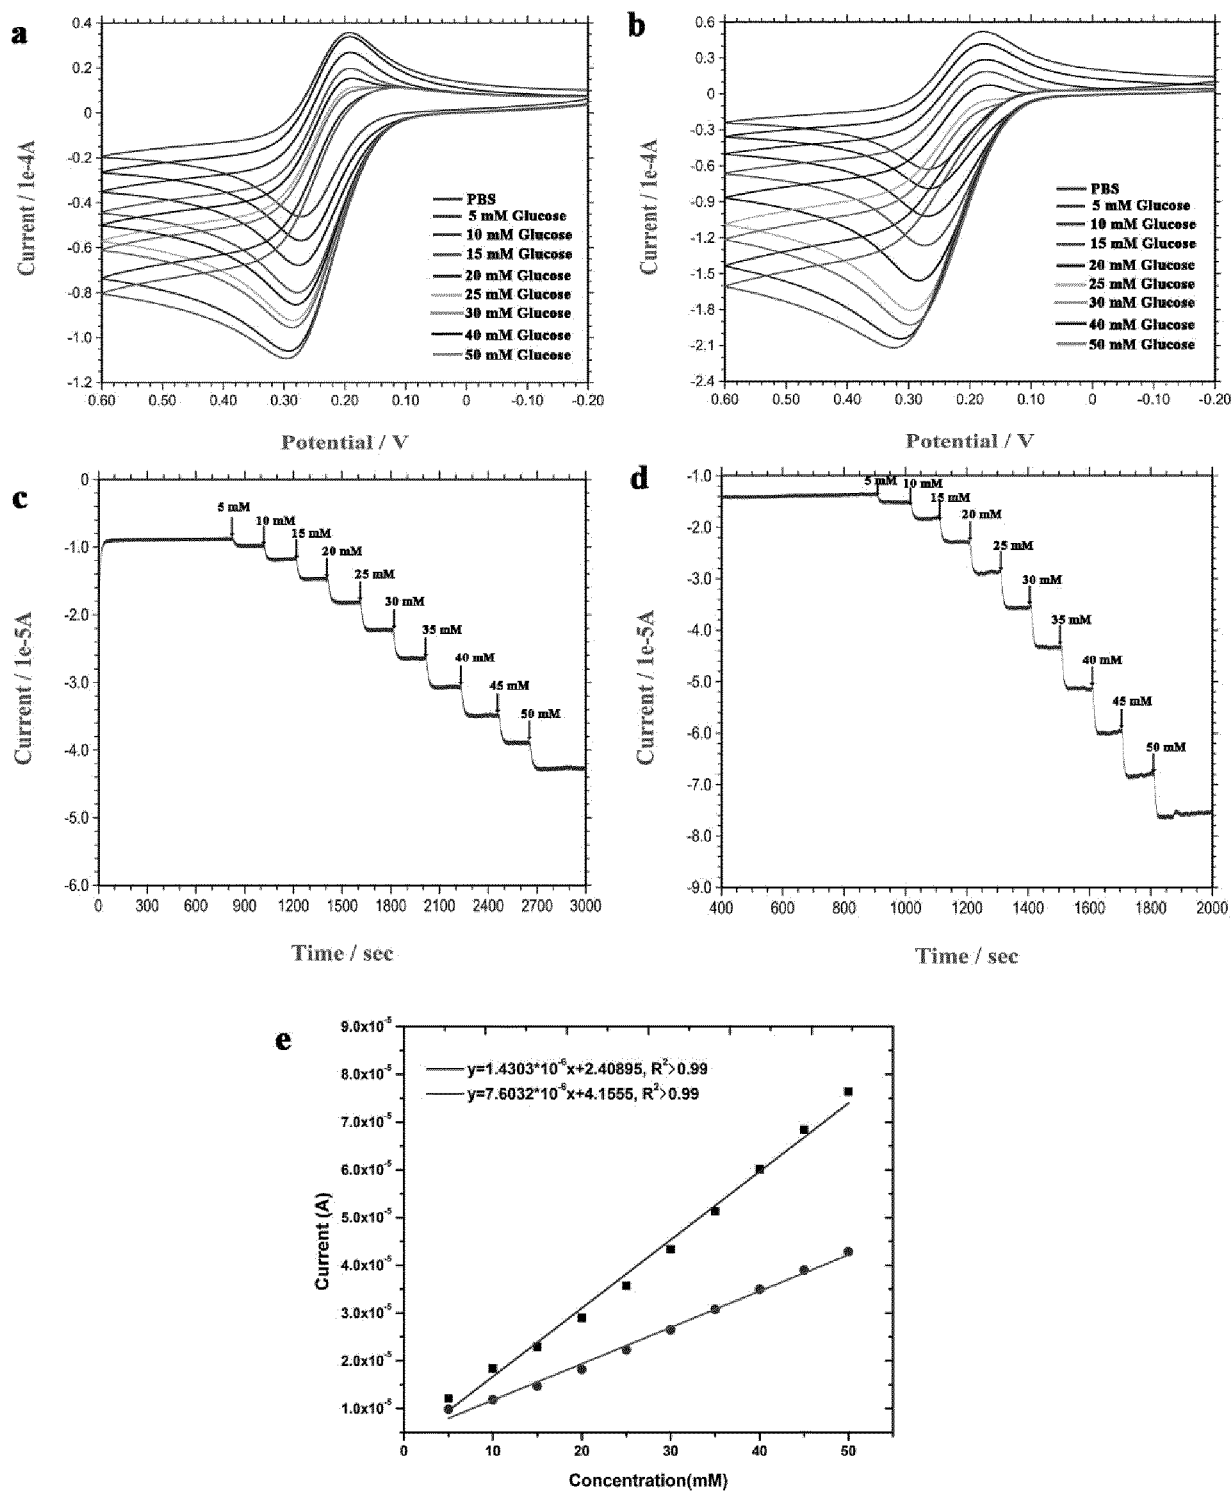 a
0.4
0.2
0
-0.2
-0.4
-0.6
-0.8
-1.0
-1.2
Current / 1e-4A
PBS
5 mM Glucose
10 mM Glucose
15 mM Glucose
20 mM Glucose
25 mM Glucose
30 mM Glucose
40 mM Glucose
50 mM Glucose
0.60 0.50 0.40 0.30 0.20 0.10 0 -0.10 -0.20
Potential / V
b
0.6
0.3
0
-0.3
-0.6
-0.9
-1.2
-1.5
-1.8
-2.1
-2.4
Current / 1e-4A
PBS
5 mM Glucose
10 mM Glucose
15 mM Glucose
20 mM Glucose
25 mM Glucose
30 mM Glucose
40 mM Glucose
50 mM Glucose
0.60 0.50 0.40 0.30 0.20 0.10 0 -0.10 -0.20
Potential / V
c
0
-1.0
-2.0
-3.0
-4.0
-5.0
-6.0
Current / 1e-5A
5 mM
10 mM
15 mM
20 mM
25 mM
30 mM
35 mM
40 mM
45 mM
50 mM
0 300 600 900 1200 1500 1800 2100 2400 2700 3000
Time / sec
d
-1.0
-2.0
-3.0
-4.0
-5.0
-6.0
-7.0
-8.0
-9.0
Current / 1e-5A
5 mM
10 mM
15 mM
20 mM
25 mM
30 mM
35 mM
40 mM
45 mM
50 mM
400 600 800 1000 1200 1400 1600 1800 2000
Time / sec
e
9.0x10⁻⁵
8.0x10⁻⁵
7.0x10⁻⁵
6.0x10⁻⁵
5.0x10⁻⁵
4.0x10⁻⁵
3.0x10⁻⁵
2.0x10⁻⁵
1.0x10⁻⁵
Current (A)
y=1.4303*10⁻⁶x+2.40895, R²>0.99
y=7.6032*10⁻⁶x+4.1555, R²>0.99
0 10 20 30 40 50
Concentration(mM)